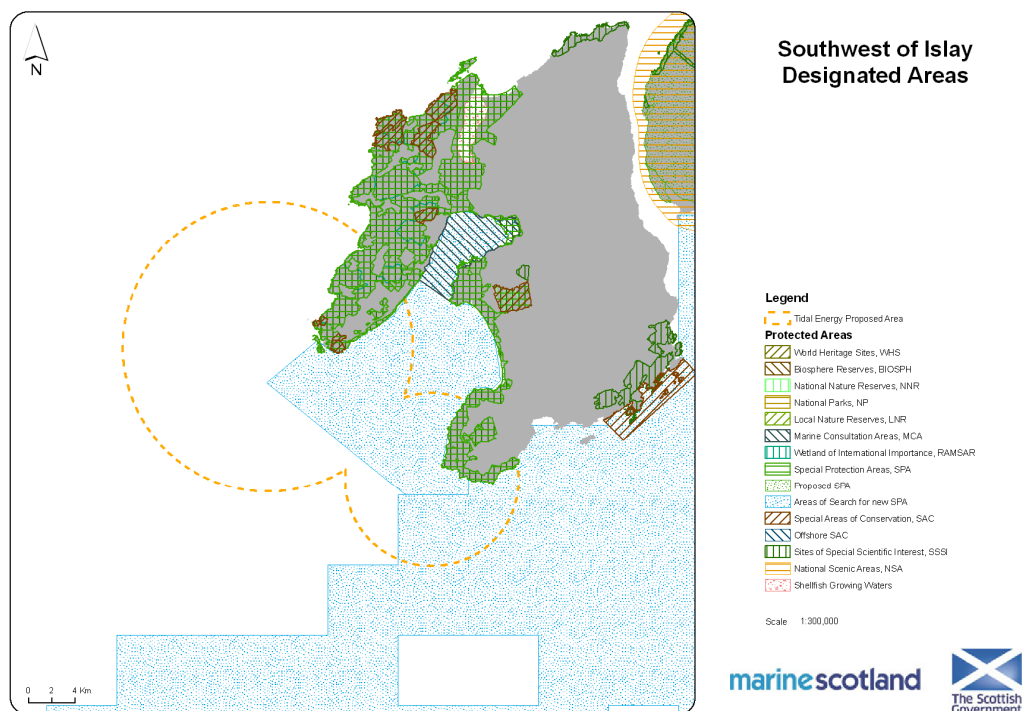 N
Southwest of Islay
Designated Areas
Legend
Tidal Energy Proposed Area
Protected Areas
World Heritage Sites, WHS
Biosphere Reserves, BIOSPH
National Nature Reserves, NNR
National Parks, NP
Local Nature Reserves, LNR
Marine Consultation Areas, MCA
Wetland of International Importance, RAMSAR
Special Protection Areas, SPA
Proposed SPA
Areas of Search for new SPA
Special Areas of Conservation, SAC
Offshore SAC
Sites of Special Scientific Interest, SSSI
National Scenic Areas, NSA
Shellfish Growing Waters
Scale 1:300,000
0 2 4 Km
marinescotland
The Scottish
Government